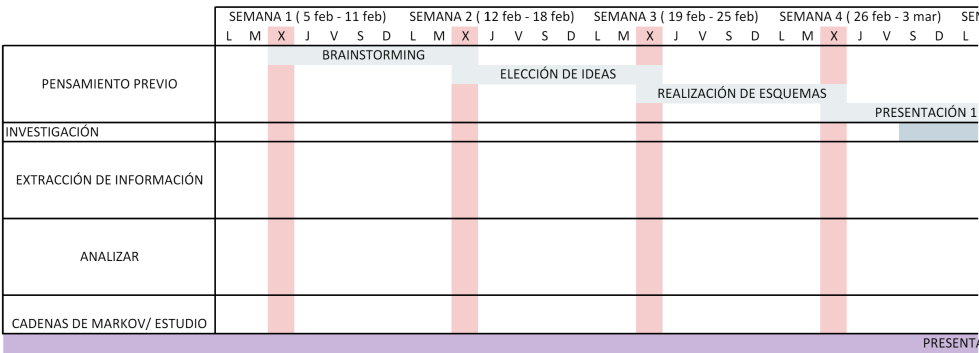 SEMANA 1 ( 5 feb - 11 feb) SEMANA 2 ( 12 feb - 18 feb) SEMANA 3 ( 19 feb - 25 feb) SEMANA 4 ( 26 feb - 3 mar) SE
L M X J V S D L M X J V S D L M X J V S D L M X J V S D L
BRAINSTORMING
ELECCIÓN DE IDEAS
PENSAMIENTO PREVIO
REALIZACIÓN DE ESQUEMAS
PRESENTACIÓN 1
INVESTIGACIÓN
EXTRACCIÓN DE INFORMACIÓN
ANALIZAR
CADENAS DE MARKOV/ ESTUDIO
PRESENTA